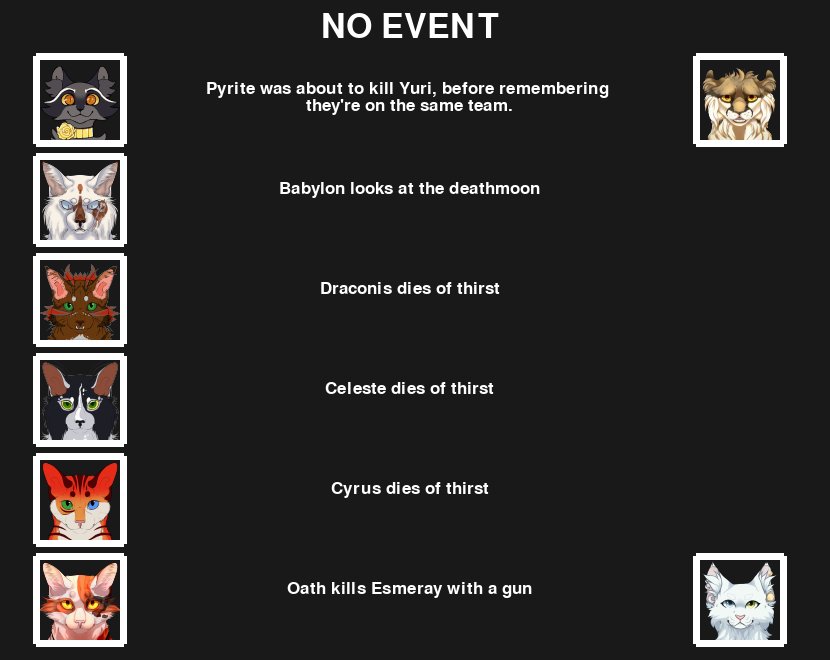 NO EVENT
Pyrite was about to kill Yuri, before remembering
they're on the same team.
Babylon looks at the deathmoon
Draconis dies of thirst
Celeste dies of thirst
Cyrus dies of thirst
Oath kills Esmeray with a gun